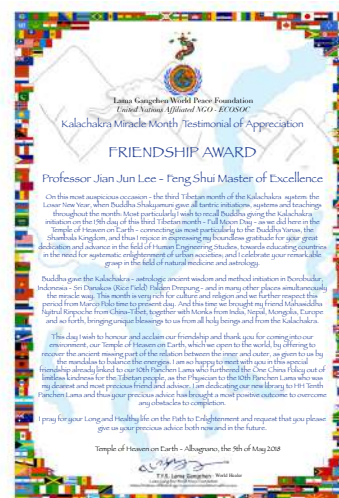 Lama Gangchen World Peace Foundation
United Nations Affiliated NGO - ECOSOC
Kalachakra Miracle Month Testimonial of Appreciation
FRIENDSHIP AWARD
Professor Jian Jun Lee - Feng Shui Master of Excellence
On this most auspicious occasion - the third Tibetan month of the Kalachakra system the
Losar New Year, when Buddha Shakyamuni gave all tantric initiations, systems and teachings
throughout the month. Most particularly I wish to recall Buddha giving the Kalachakra
initiation on the 15th day of this third Tibetan month - Full Moon Day - as we did here in the
Temple of Heaven on Earth - connecting us most particularly to the Buddha Vanas, the
Shambala Kingdom, and thus I rejoice in expressing my boundless gratitude for your great
dedication and advance in the field of Human Engineering Studies, towards educating countries
in the need for systematic enlargement of urban societies; and I celebrate your remarkable
grasp in the field of natural medicine and astrology.
Buddha gave the Kalachakra - astrologic ancient wisdom and method initiation in Borobudur,
Indonesia - Sri Danakos (Rice Field) Palden Drepung - and in many other places simultaneously
the miracle way. This month is very rich for culture and religion and we further respect this
period from Marco Polo time to present day. And this time we brought my friend Mahasiddha
Nyitrul Rinpoche from China-Tibet, together with Monks from India, Nepal, Mongolia, Europe
and so forth, bringing unique blessings to us from all holy beings and from the Kalachakra.
This day I wish to honour and acclaim our friendship and thank you for coming into our
environment, our Temple of Heaven on Earth, which we open to the world, by offering to
recover the ancient missing part of the relation between the inner and outer, as given to us by
the mandalas to balance the energies. I am so happy to meet with you in this special
friendship already linked to our 10th Panchen Lama who furthered the One China Policy out of
limitless kindness for the Tibetan people, as the Physician to the 10th Panchen Lama who was
my dearest and most precious friend and advisor. I am dedicating our new library to HH Tenth
Panchen Lama and thus your precious advice has brought a most positive outcome to overcome
any obstacles to completion.
I pray for your Long and Healthy life on the Path to Enlightenment and request that you please
give us your precious advice both now and in the future.
Temple of Heaven on Earth - Albagnano, the 5th of May 2018
T.Y.S. Lama Gangchen - World Healer